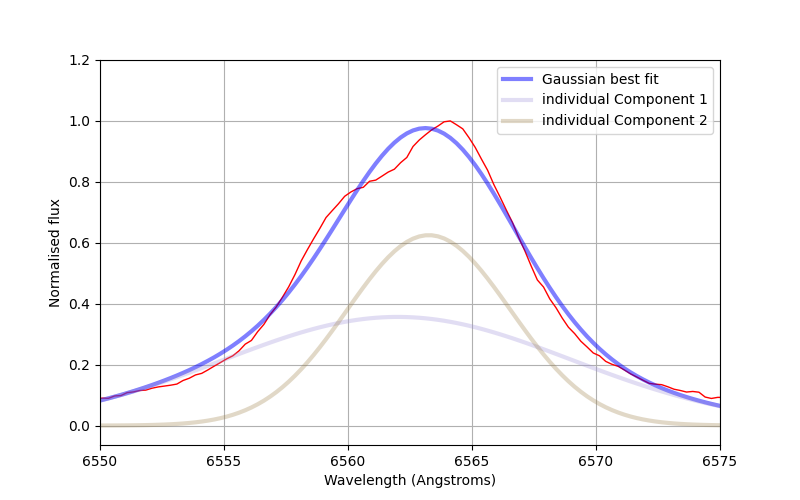 1.2
1.0
0.8
0.6
0.4
0.2
0.0
Normalised flux
Gaussian best fit
individual Component 1
individual Component 2
6550 6555 6560 6565 6570 6575
Wavelength (Angstroms)